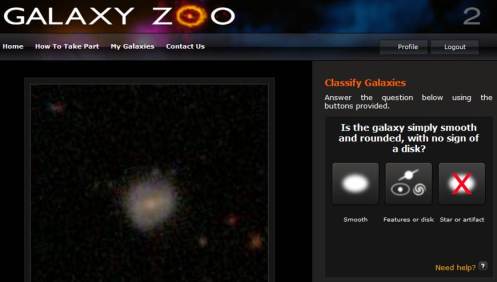 GALAXY ZOO
2
Home How To Take Part My Galaxies Contact Us Profile Logout
Classify Galaxies
Answer the question below using the
buttons provided.
Is the galaxy simply smooth
and rounded, with no sign of
a disk?
Smooth Features or disk Star or artifact
Need help? ?